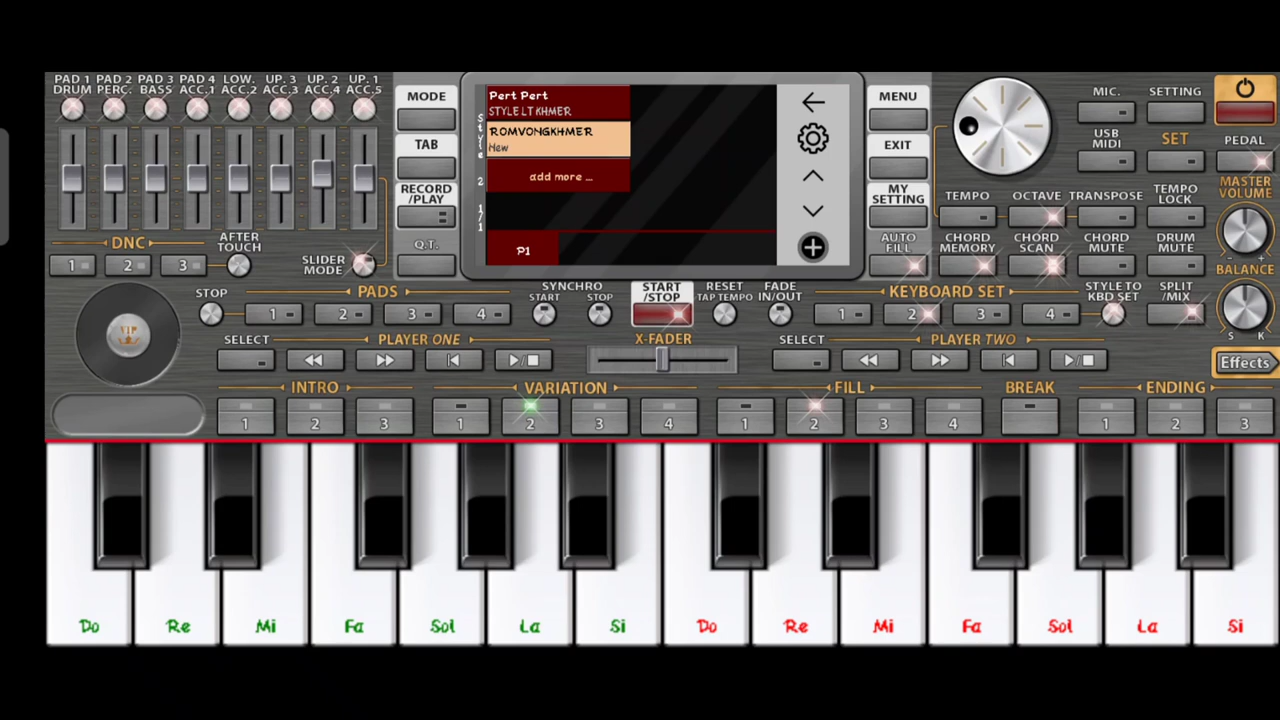 PAD 1 PAD 2 PAD 3 PAD 4 LOW. UP. 3 UP. 2 UP. 1
DRUM PERC. BASS ACC.1 ACC.2 ACC.3 ACC.4 ACC.5
MODE
TAB
RECORD
/PLAY
Q.T.
Style 2 1/1
Pert Pert
STYLE LT KHMER
ROMVONGKHMER
New
add more ...
P1
MENU
EXIT
MY
SETTING
AUTO
FILL
MIC. SETTING
USB
MIDI
SET
PEDAL
MASTER
VOLUME
- +
TEMPO OCTAVE TRANSPOSE TEMPO
LOCK
CHORD
MEMORY
CHORD
SCAN
CHORD
MUTE
DRUM
MUTE
BALANCE
S K
DNC
1 2 3
AFTER
TOUCH
SLIDER
MODE
VIP
STOP
PADS
1 2 3 4
SYNCHRO
START STOP
START
/STOP
RESET
TAP TEMPO
FADE
IN/OUT
KEYBOARD SET
1 2 3 4
STYLE TO
KBD SET
SPLIT
/MIX
SELECT PLAYER ONE
X-FADER
SELECT PLAYER TWO
Effects
INTRO VARIATION FILL BREAK ENDING
1 2 3 1 2 3 4 1 2 3 4 1 2 3
Do Re Mi Fa Sol La Si Do Re Mi Fa Sol La Si